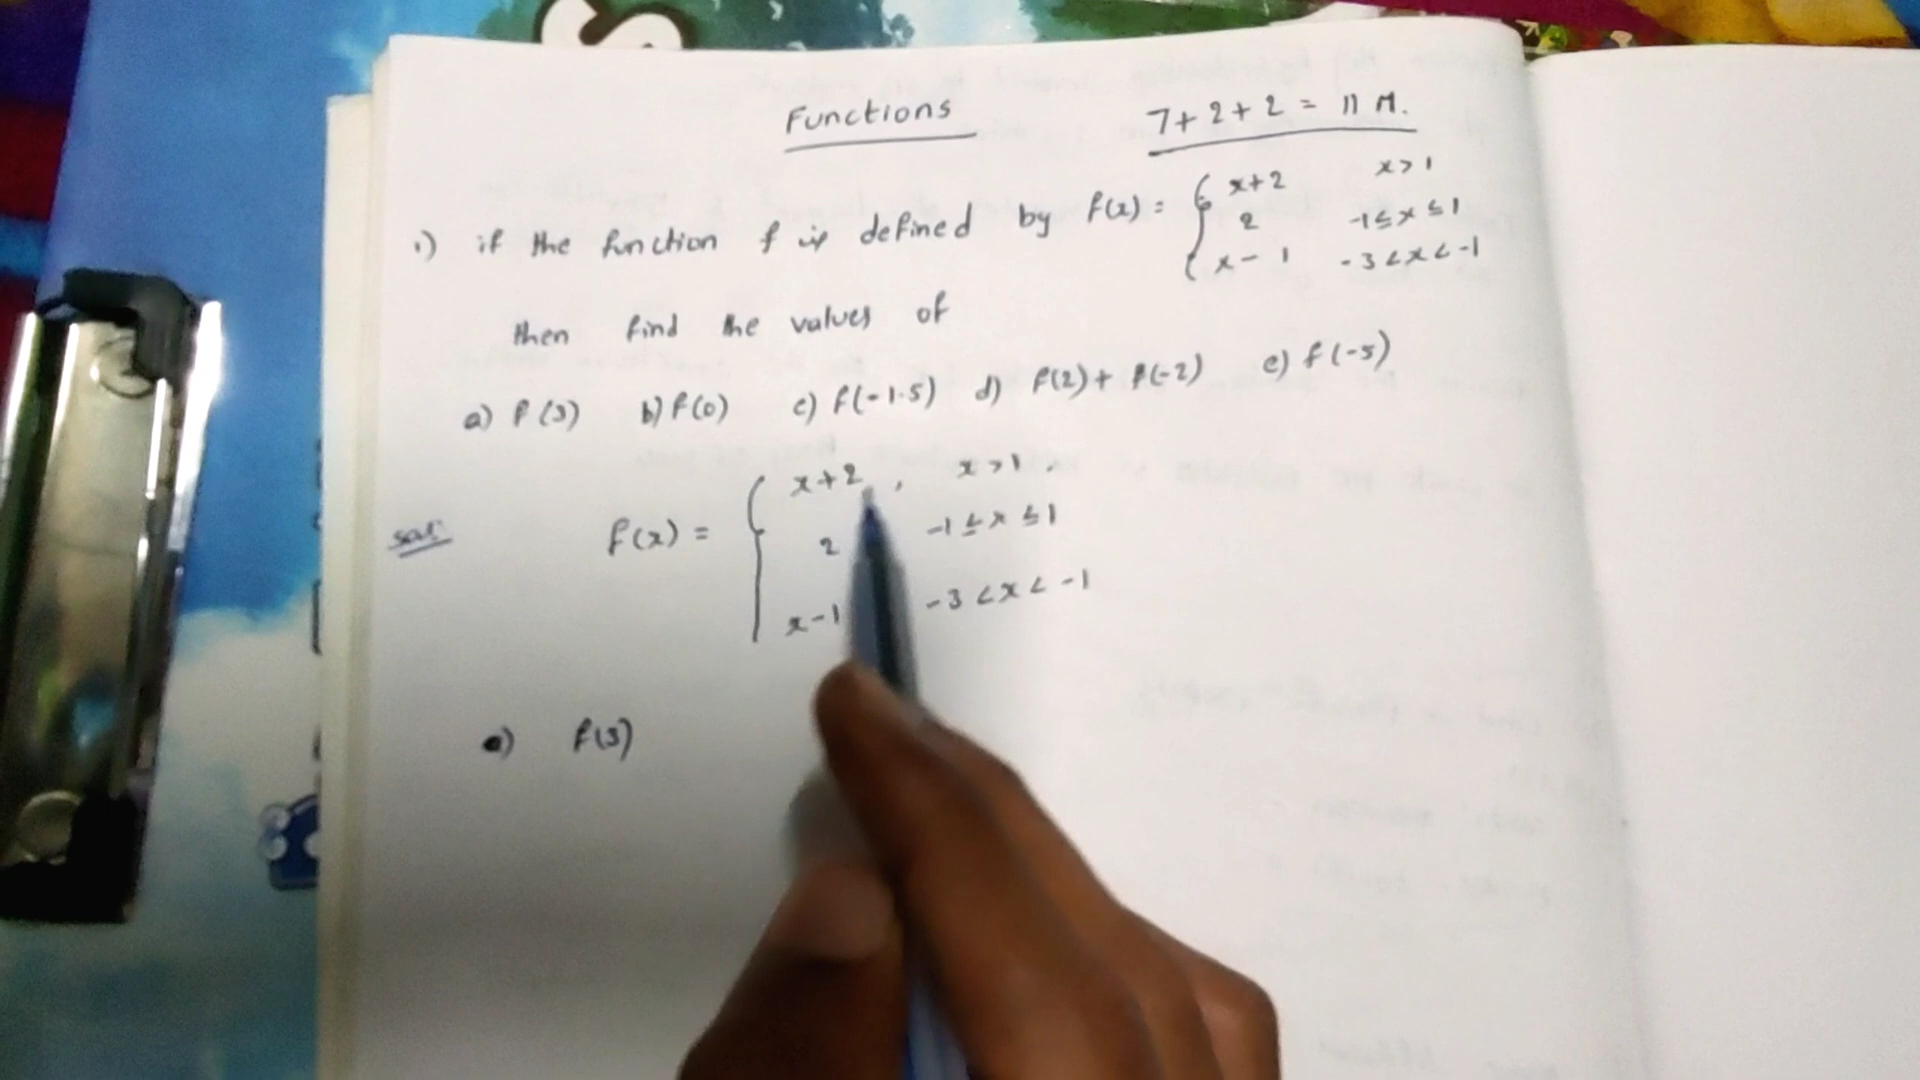 Functions
7+2+2 = 11 M.
1) if the function f is defined by f(x) = { x+2 x>1
2 -1≤x≤1
x-1 -3<x<-1
then find the values of
a) f(3) b) f(0) c) f(-1.5) d) f(2)+ f(-2) e) f(-5)
Sol: f(x) = { x+2, x>1.
2 -1≤x≤1
x-1 -3<x<-1
a) f(3)